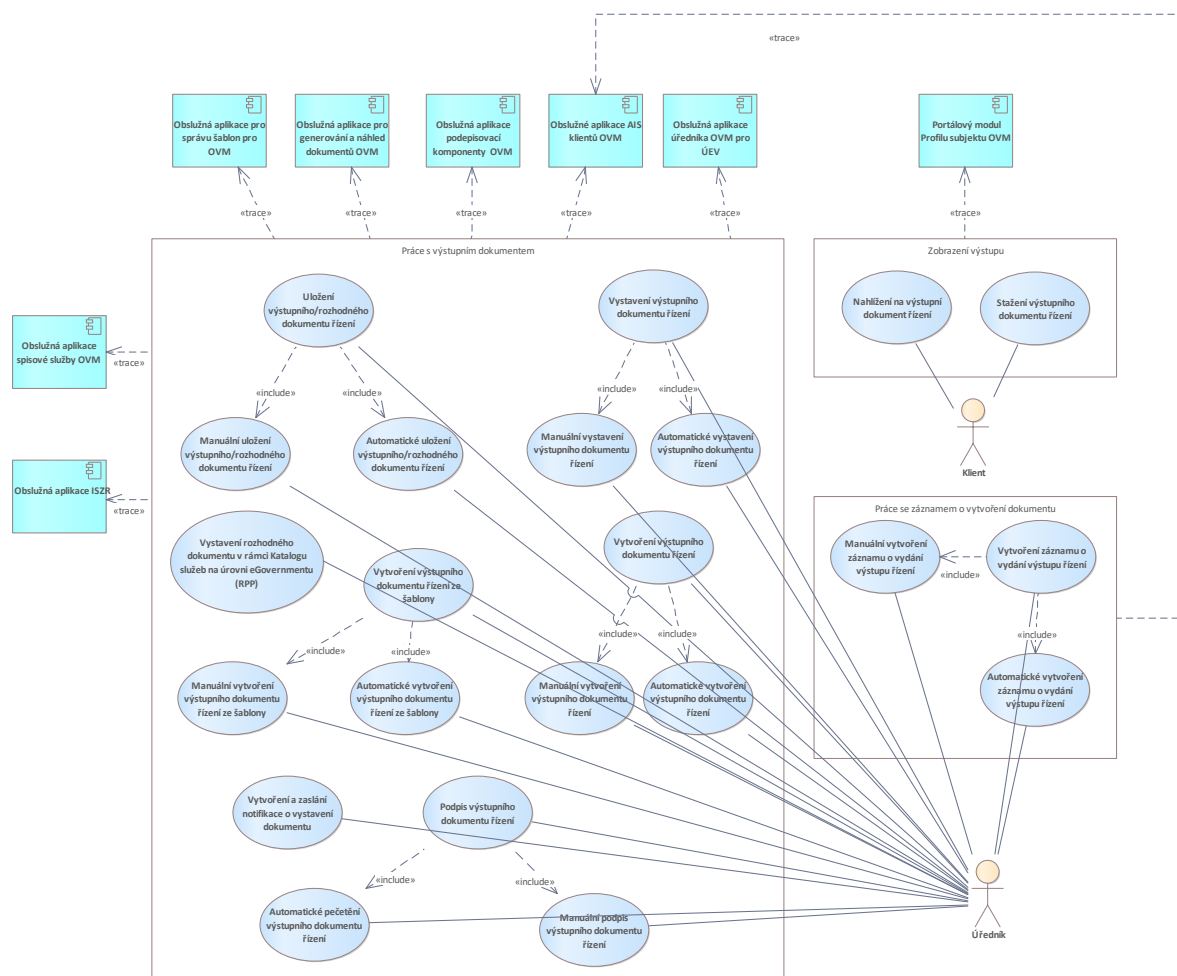 «trace»
Obslužná aplikace pro
správu šablon pro
OVM
Obslužná aplikace pro
generování a náhled
dokumentů OVM
Obslužná aplikace
podepisovací
komponenty OVM
Obslužné aplikace AIS
klientů OVM
Obslužná aplikace
úředníka OVM pro
ÚEV
Portálový modul
Profilu subjektu OVM
«trace»
«trace»
«trace»
«trace»
«trace»
«trace»
Práce s výstupním dokumentem
Uložení
výstupního/rozhodného
dokumentu řízení
Vystavení výstupního
dokumentu řízení
Zobrazení výstupu
Nahlížení na výstupní
dokument řízení
Stažení výstupního
dokumentu řízení
Obslužná aplikace
spisové služby OVM
«trace»
«include»
«include»
«include»
«include»
Manuální uložení
výstupního/rozhodného
dokumentu řízení
Automatické uložení
výstupního/rozhodného
dokumentu řízení
Manuální vystavení
výstupního dokumentu
řízení
Automatické vystavení
výstupního dokumentu
řízení
Klient
Obslužná aplikace ISZR
«trace»
Práce se záznamem o vytvoření dokumentu
Vystavení rozhodného
dokumentu v rámci Katalogu
služeb na úrovni eGovernmentu
(RPP)
Vytvoření výstupního
dokumentu řízení ze
šablony
Vytvoření výstupního
dokumentu řízení
Manuální vytvoření
záznamu o vydání
výstupu řízení
Vytvoření záznamu o
vydání výstupu řízení
«include»
«include»
«include»
«include»
«include»
«include»
Manuální vytvoření
výstupního dokumentu
řízení ze šablony
Automatické vytvoření
výstupního dokumentu
řízení ze šablony
Manuální vytvoření
výstupního dokumentu
řízení
Automatické vytvoření
výstupního dokumentu
řízení
Automatické vytvoření
záznamu o vydání
výstupu řízení
Vytvoření a zaslání
notifikace o vystavení
dokumentu
Podpis výstupního
dokumentu řízení
«include»
«include»
Automatické pečetění
výstupního dokumentu
řízení
Manuální podpis
výstupního dokumentu
řízení
Úředník